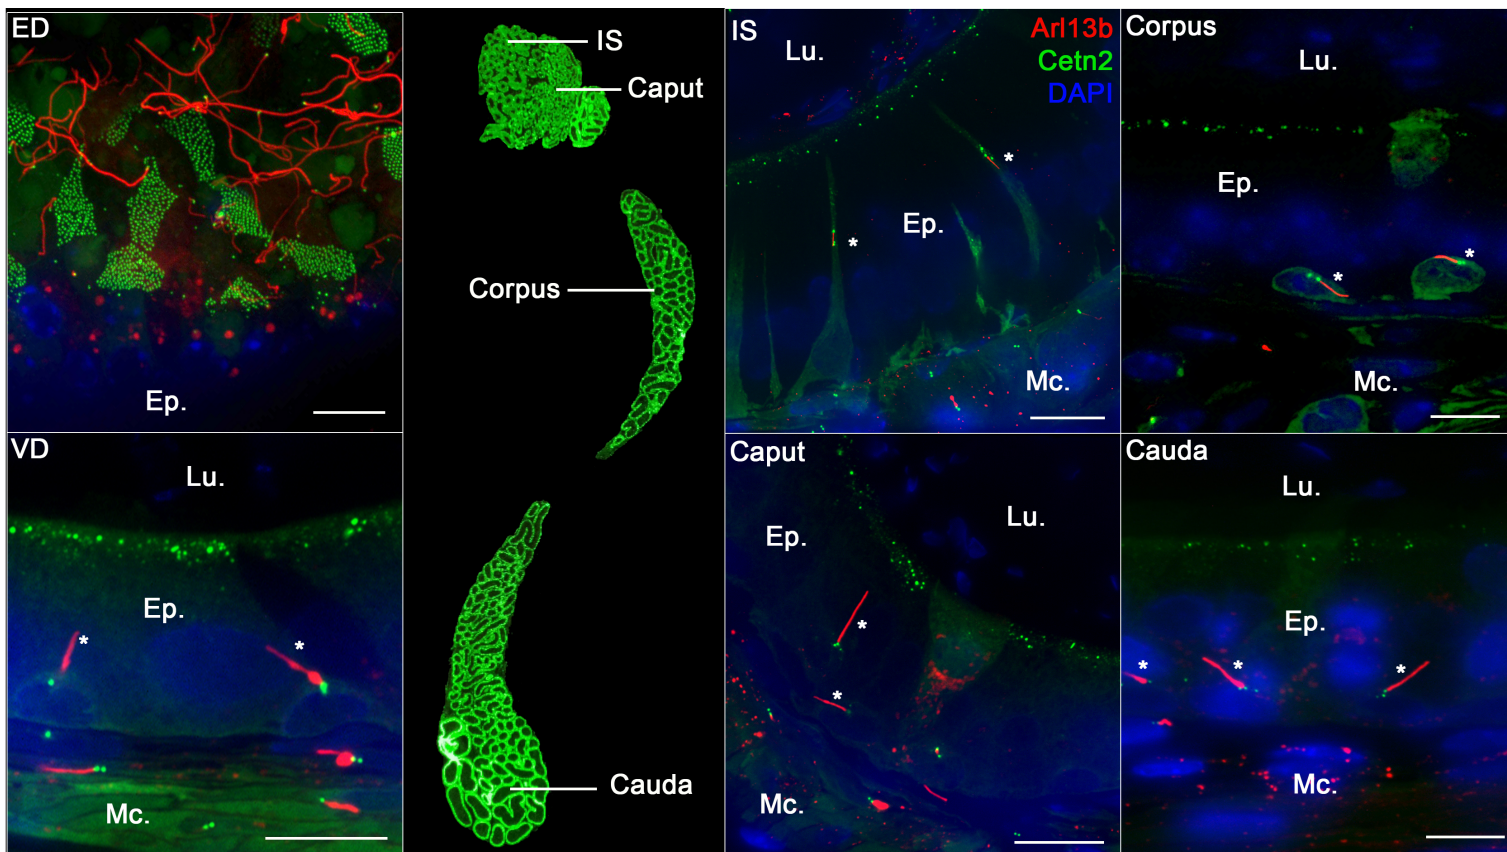 ED
Ep.
VD
Lu.
Ep.
*
*
Mc.
IS
Caput
Corpus
Cauda
IS
Lu.
Arl13b
Cetn2
DAPI
*
*
Ep.
Mc.
Corpus
Lu.
Ep.
*
*
Mc.
Caput
Ep.
Lu.
*
*
Mc.
Cauda
Lu.
Ep.
*
*
*
Mc.